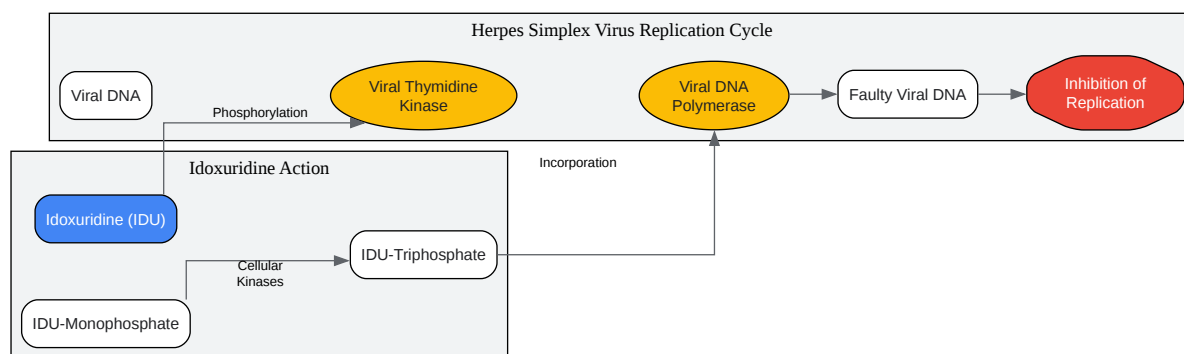 Herpes Simplex Virus Replication Cycle
Viral DNA
Viral Thymidine
Kinase
Viral DNA
Polymerase
Faulty Viral DNA
Inhibition of
Replication
Phosphorylation
Incorporation
Idoxuridine Action
Idoxuridine (IDU)
IDU-Triphosphate
Cellular
Kinases
IDU-Monophosphate